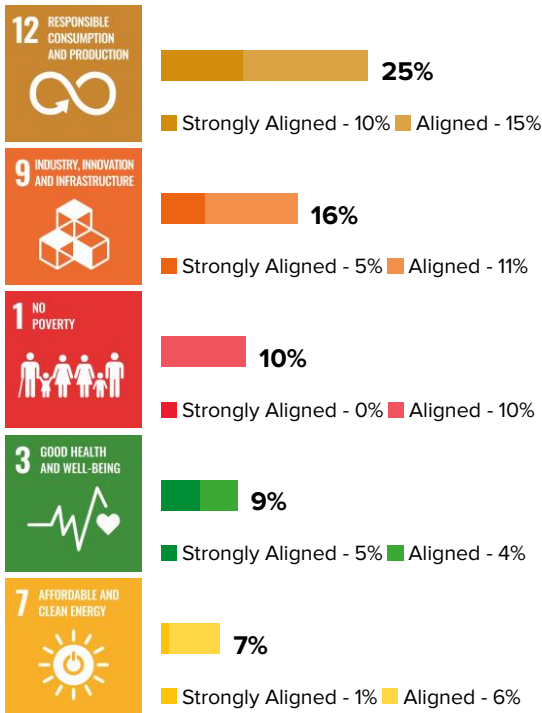 12 RESPONSIBLE
CONSUMPTION
AND PRODUCTION
25%
Strongly Aligned - 10% Aligned - 15%
9 INDUSTRY, INNOVATION
AND INFRASTRUCTURE
16%
Strongly Aligned - 5% Aligned - 11%
1 NO
POVERTY
10%
Strongly Aligned - 0% Aligned - 10%
3 GOOD HEALTH
AND WELL-BEING
9%
Strongly Aligned - 5% Aligned - 4%
7 AFFORDABLE AND
CLEAN ENERGY
7%
Strongly Aligned - 1% Aligned - 6%